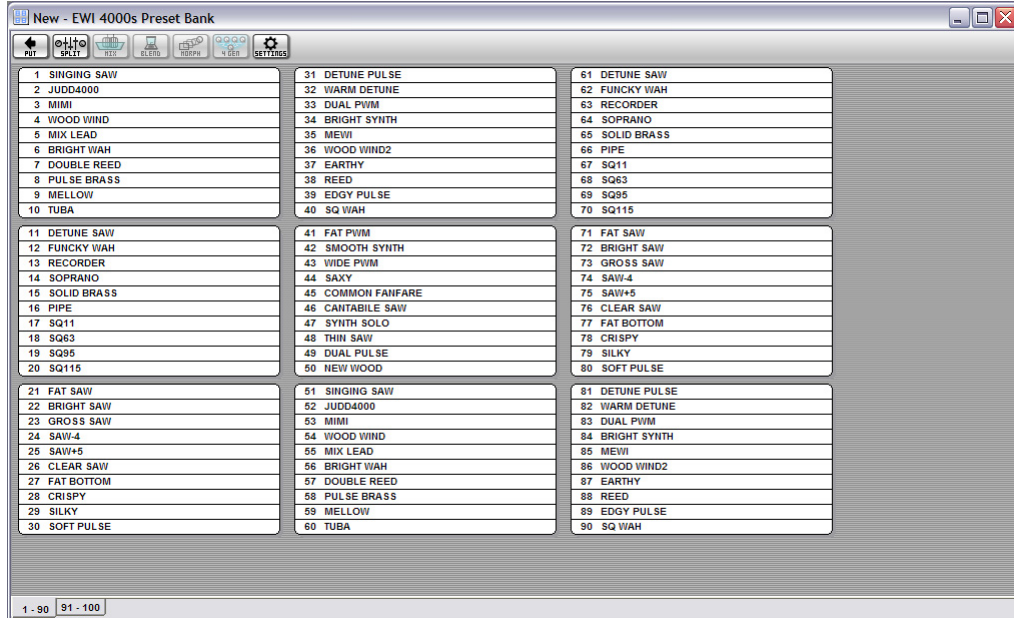 New - EWI 4000s Preset Bank
PUT SPLIT MIX BLEND MORPH 4 GEN SETTINGS
1 SINGING SAW
2 JUDD4000
3 MIMI
4 WOOD WIND
5 MIX LEAD
6 BRIGHT WAH
7 DOUBLE REED
8 PULSE BRASS
9 MELLOW
10 TUBA
11 DETUNE SAW
12 FUNCKY WAH
13 RECORDER
14 SOPRANO
15 SOLID BRASS
16 PIPE
17 SQ11
18 SQ63
19 SQ95
20 SQ115
21 FAT SAW
22 BRIGHT SAW
23 GROSS SAW
24 SAW-4
25 SAW+5
26 CLEAR SAW
27 FAT BOTTOM
28 CRISPY
29 SILKY
30 SOFT PULSE
31 DETUNE PULSE
32 WARM DETUNE
33 DUAL PWM
34 BRIGHT SYNTH
35 MEWI
36 WOOD WIND2
37 EARTHY
38 REED
39 EDGY PULSE
40 SQ WAH
41 FAT PWM
42 SMOOTH SYNTH
43 WIDE PWM
44 SAXY
45 COMMON FANFARE
46 CANTABILE SAW
47 SYNTH SOLO
48 THIN SAW
49 DUAL PULSE
50 NEW WOOD
51 SINGING SAW
52 JUDD4000
53 MIMI
54 WOOD WIND
55 MIX LEAD
56 BRIGHT WAH
57 DOUBLE REED
58 PULSE BRASS
59 MELLOW
60 TUBA
61 DETUNE SAW
62 FUNCKY WAH
63 RECORDER
64 SOPRANO
65 SOLID BRASS
66 PIPE
67 SQ11
68 SQ63
69 SQ95
70 SQ115
71 FAT SAW
72 BRIGHT SAW
73 GROSS SAW
74 SAW-4
75 SAW+5
76 CLEAR SAW
77 FAT BOTTOM
78 CRISPY
79 SILKY
80 SOFT PULSE
81 DETUNE PULSE
82 WARM DETUNE
83 DUAL PWM
84 BRIGHT SYNTH
85 MEWI
86 WOOD WIND2
87 EARTHY
88 REED
89 EDGY PULSE
90 SQ WAH
1 - 90 91 - 100